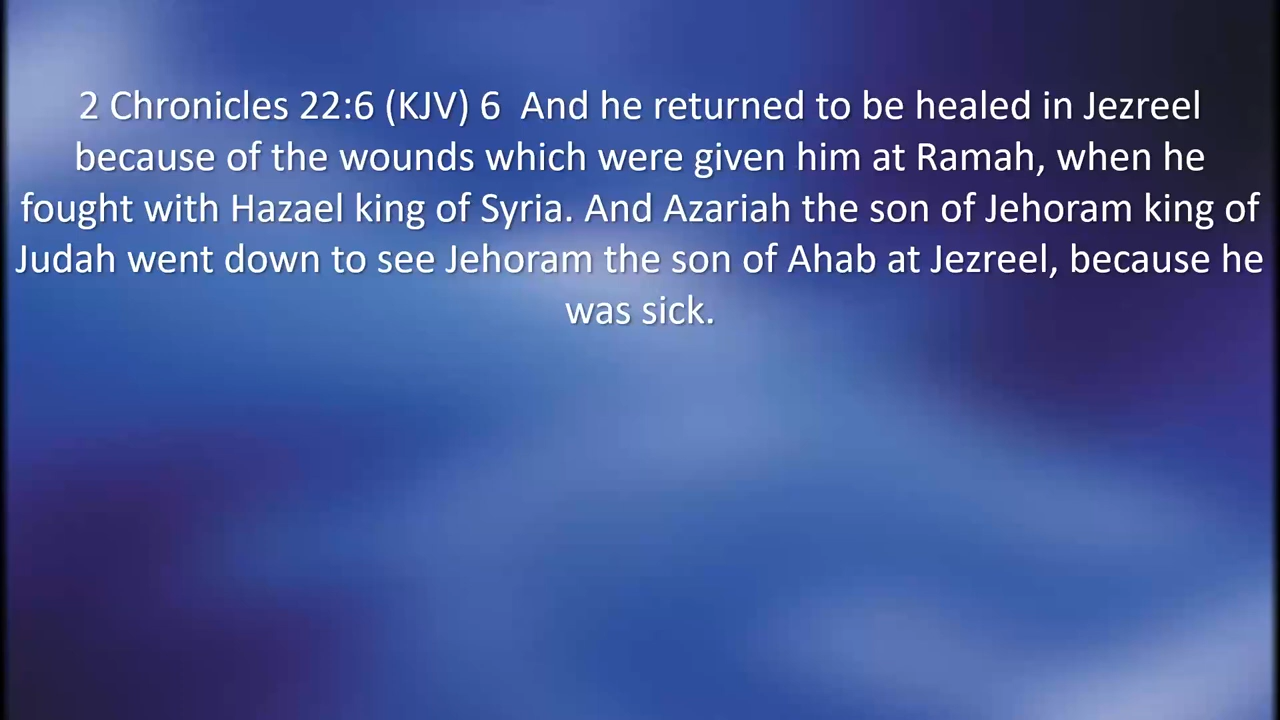 2 Chronicles 22:6 (KJV) 6  And he returned to be healed in Jezreel
because of the wounds which were given him at Ramah, when he
fought with Hazael king of Syria. And Azariah the son of Jehoram king of
Judah went down to see Jehoram the son of Ahab at Jezreel, because he
was sick.